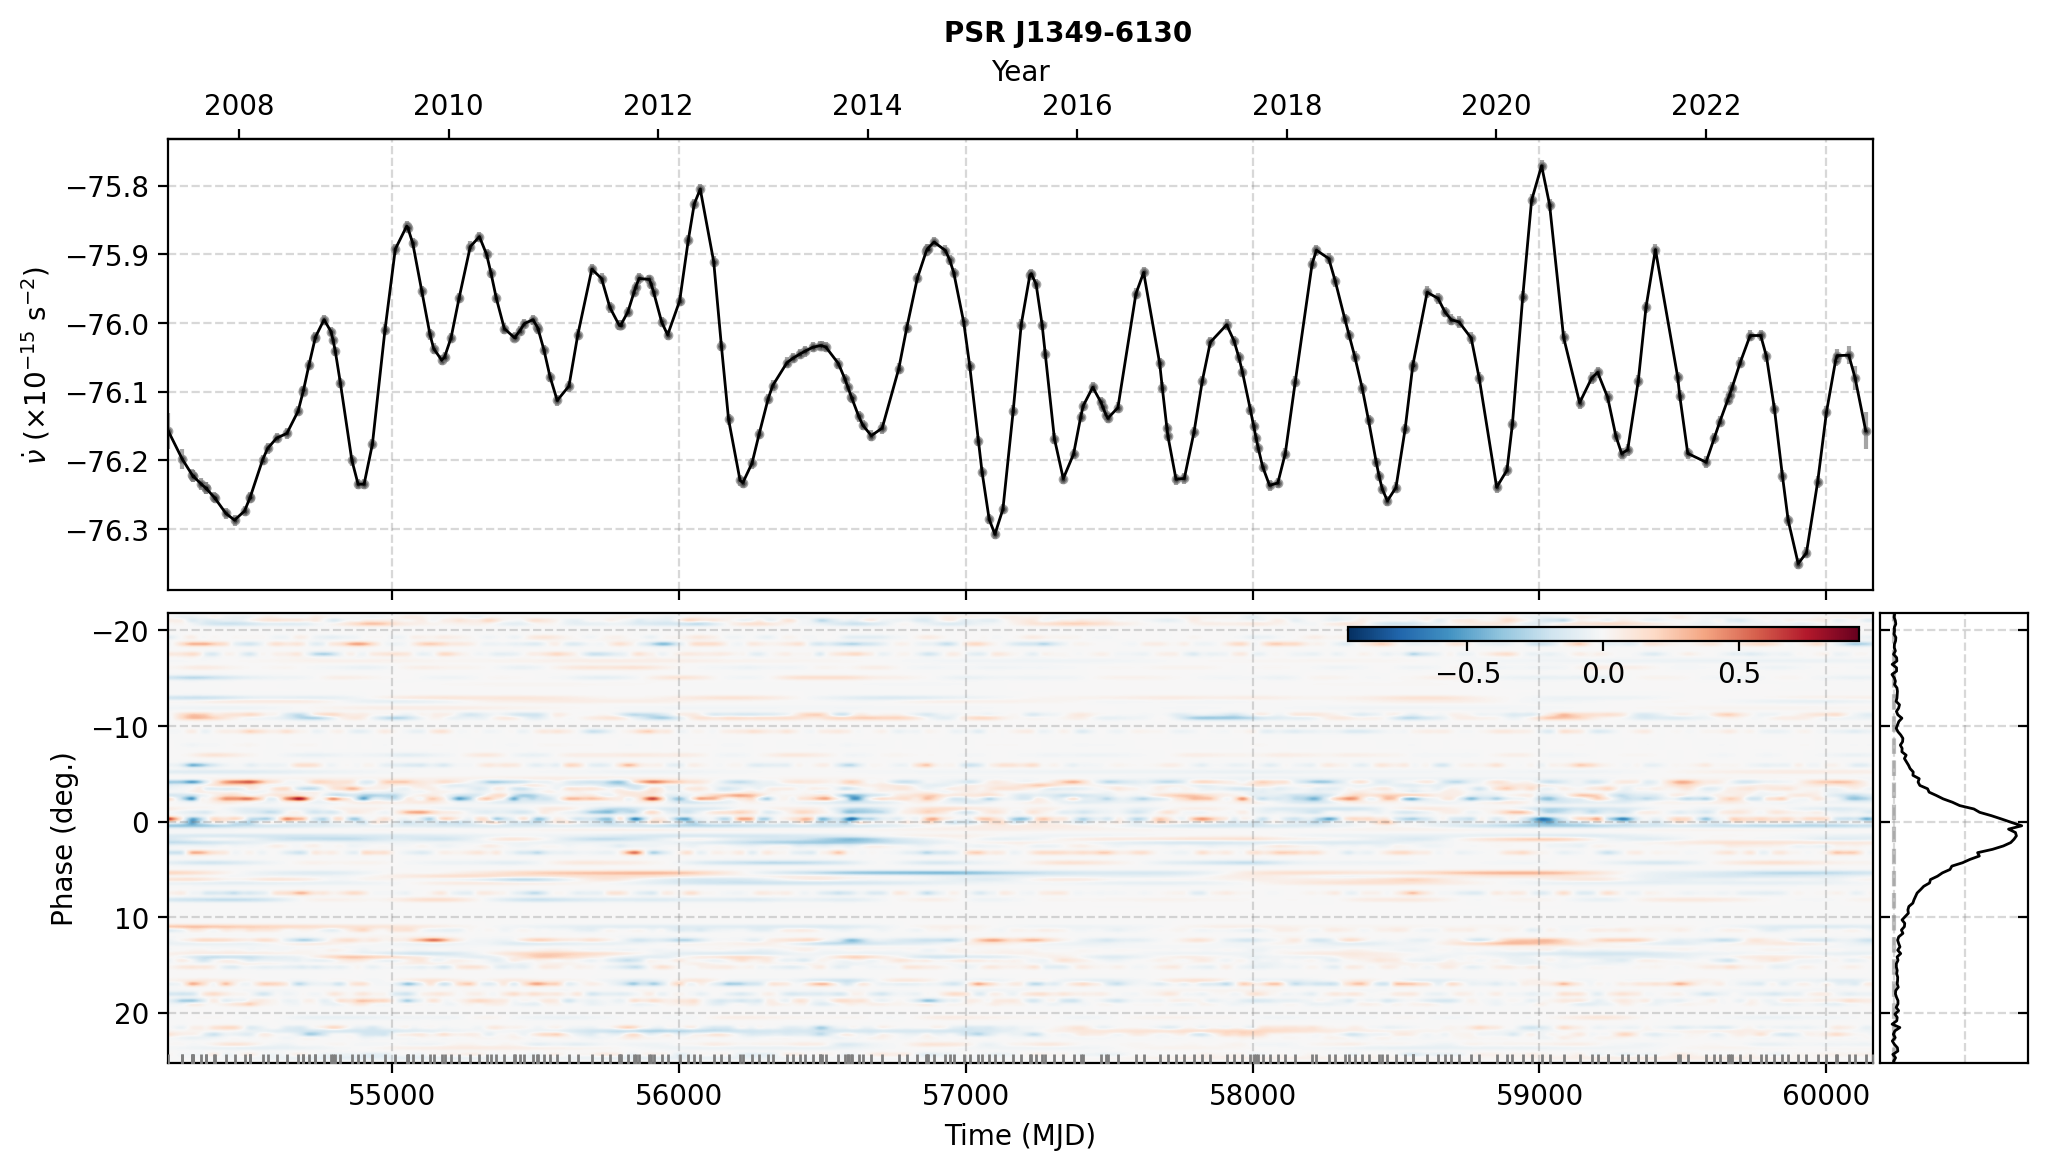 PSR J1349-6130
Year
2008 2010 2012 2014 2016 2018 2020 2022
ν̇ (×10⁻¹⁵ s⁻²)
−75.8
−75.9
−76.0
−76.1
−76.2
−76.3
Phase (deg.)
−20
−10
0
10
20
−0.5 0.0 0.5
55000 56000 57000 58000 59000 60000
Time (MJD)